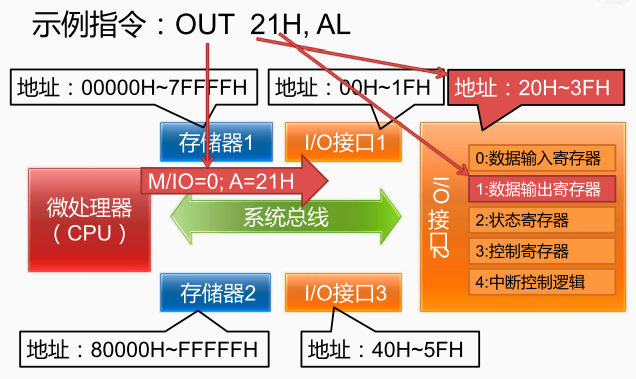 示例指令：OUT 21H, AL
地址：00000H~7FFFFH
地址：00H~1FH
地址：20H~3FH
存储器1
I/O接口1
微处理器
（CPU）
M/IO=0; A=21H
系统总线
I/O接口2
0:数据输入寄存器
1:数据输出寄存器
2:状态寄存器
3:控制寄存器
4:中断控制逻辑
存储器2
I/O接口3
地址：80000H~FFFFFH
地址：40H~5FH